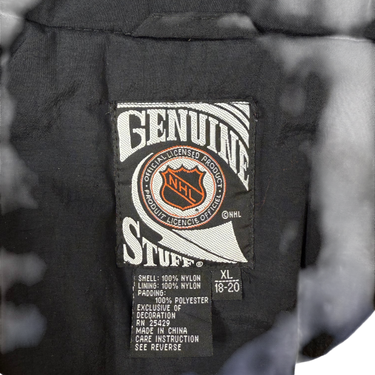 GENUINE
OFFICIAL LICENSED PRODUCT
NHL
PRODUIT LICENCIE OFFICIEL
©NHL
STUFF®
XL
18-20
SHELL: 100% NYLON
LINING: 100% NYLON
PADDING:
100% POLYESTER
EXCLUSIVE OF
DECORATION
RN 25429
MADE IN CHINA
CARE INSTRUCTION
SEE REVERSE